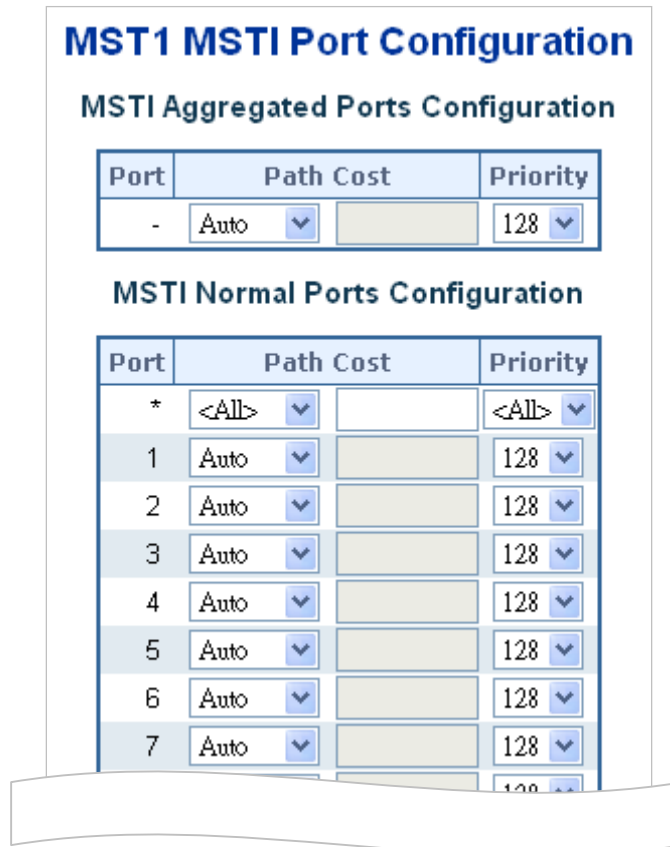 MST1 MSTI Port Configuration
MSTI Aggregated Ports Configuration
Port Path Cost Priority
- Auto 128
MSTI Normal Ports Configuration
Port Path Cost Priority
* <All> <All>
1 Auto 128
2 Auto 128
3 Auto 128
4 Auto 128
5 Auto 128
6 Auto 128
7 Auto 128